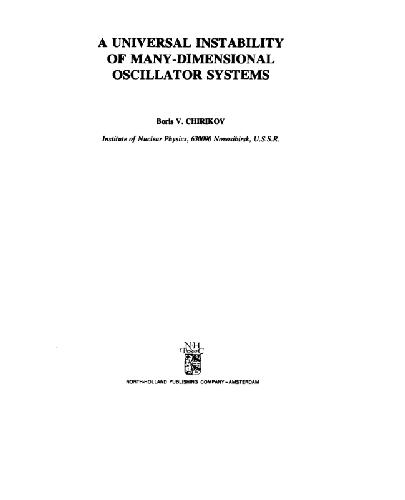 A UNIVERSAL INSTABILITY
OF MANY-DIMENSIONAL
OSCILLATOR SYSTEMS
Boris V. CHIRIKOV
Institute of Nuclear Physics, 630090 Novosibirsk, U.S.S.R.
N·H
NORTH-HOLLAND PUBLISHING COMPANY – AMSTERDAM